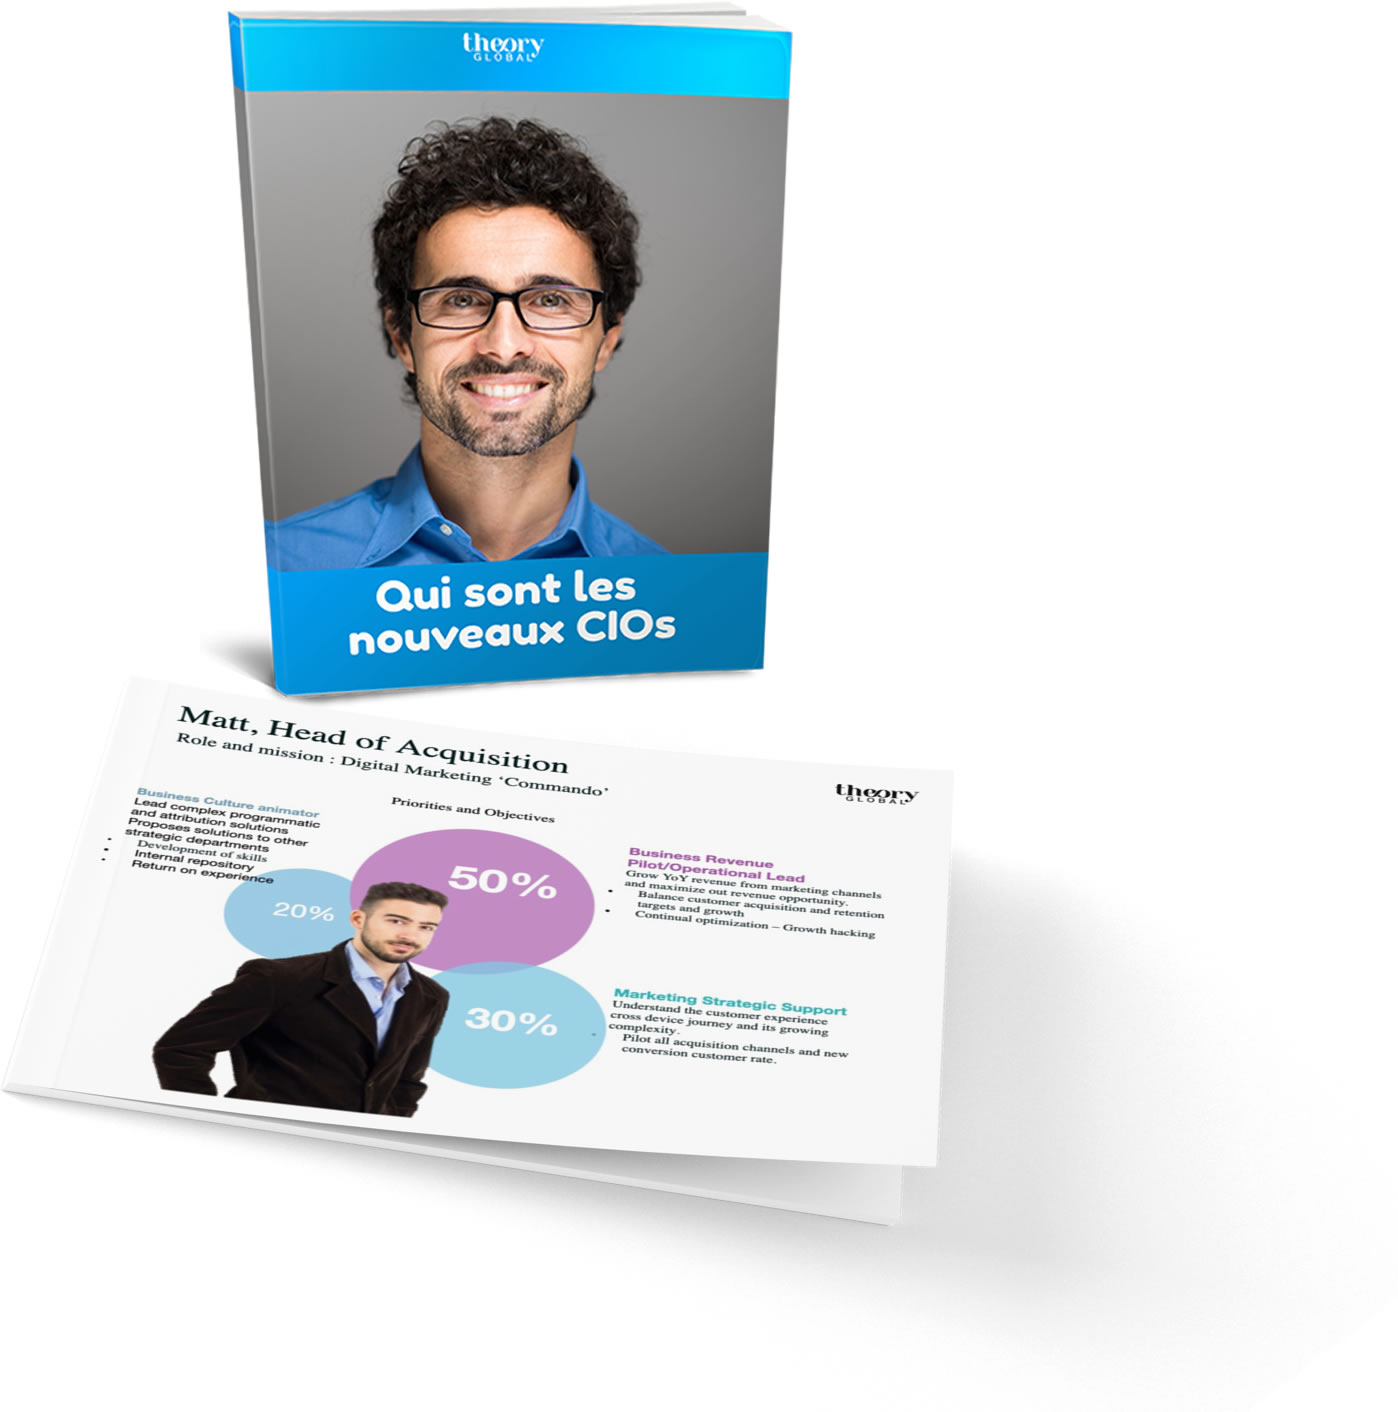 theory
GLOBAL
Qui sont les
nouveaux CIOs
Matt, Head of Acquisition
Role and mission : Digital Marketing ‘Commando’
theory
GLOBAL
Priorities and Objectives
Business Culture animator
Lead complex programmatic
and attribution solutions
Proposes solutions to other
strategic departments
• Development of skills
• Internal repository
• Return on experience
20%
50%
30%
Business Revenue
Pilot/Operational Lead
Grow YoY revenue from marketing channels
and maximize out revenue opportunity.
• Balance customer acquisition and retention
targets and growth
• Continual optimization – Growth hacking
Marketing Strategic Support
Understand the customer experience
cross device journey and its growing
complexity.
- Pilot all acquisition channels and new
conversion customer rate.